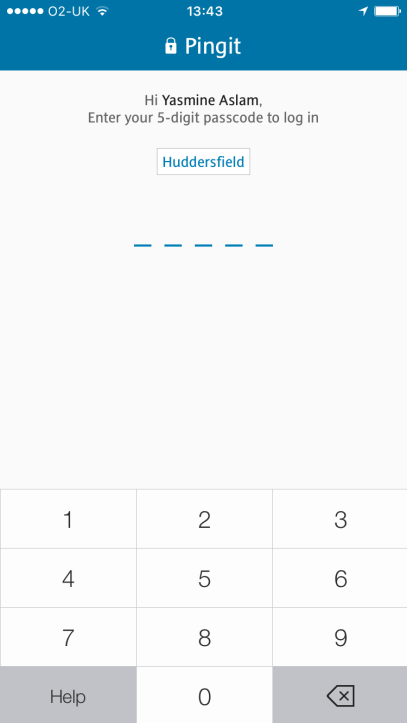 O2-UK 13:43
Pingit
Hi Yasmine Aslam,
Enter your 5-digit passcode to log in
Huddersfield
1 2 3
4 5 6
7 8 9
Help 0